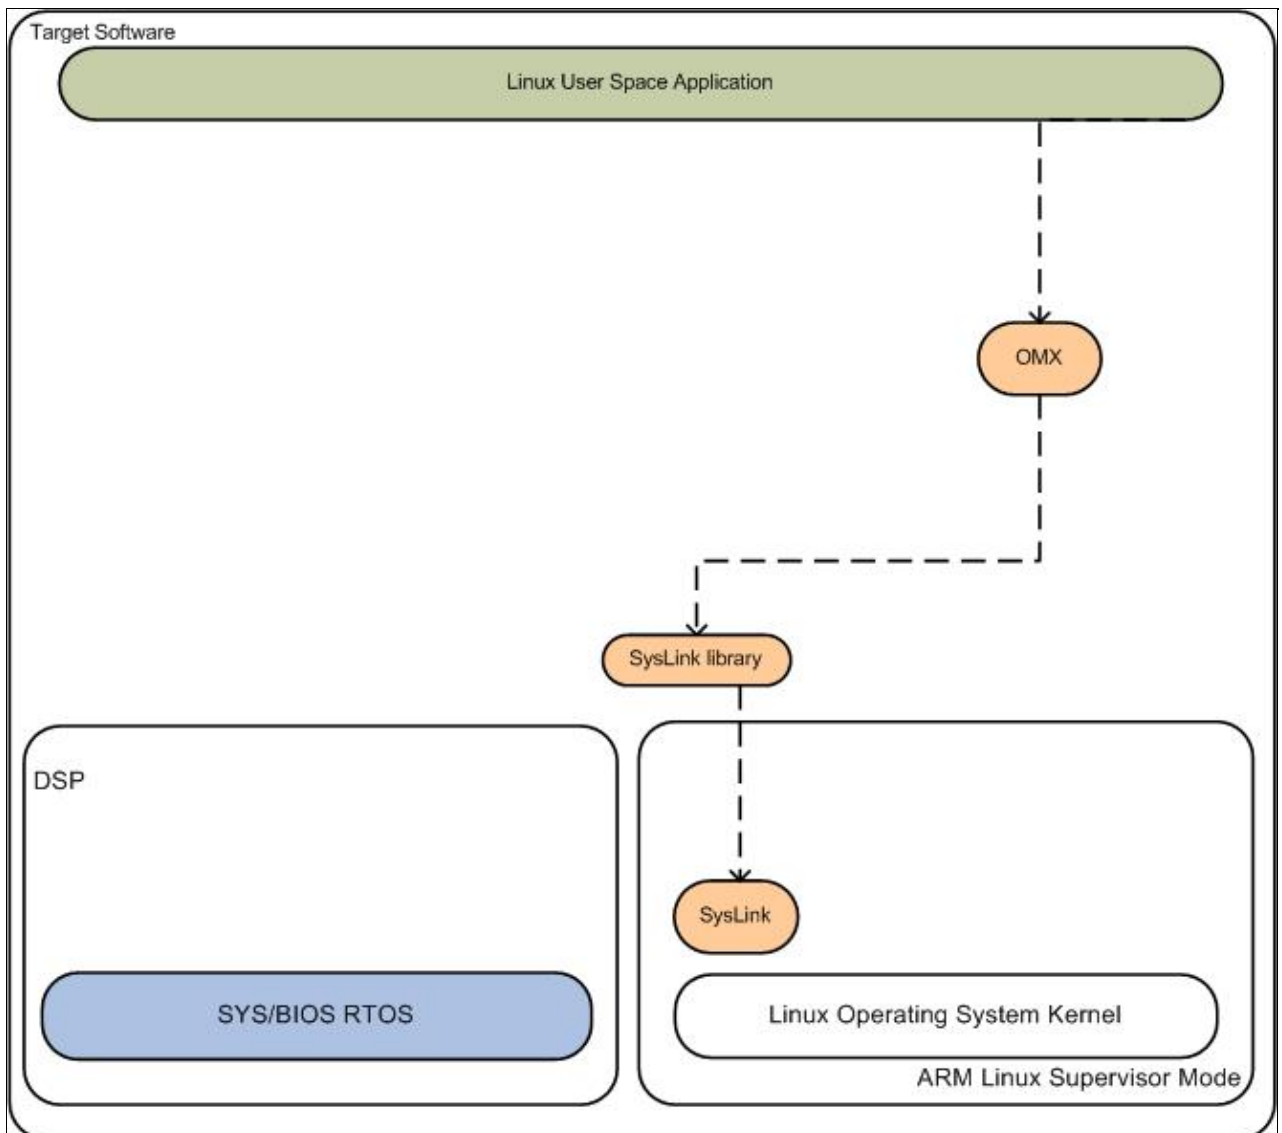 Target Software
Linux User Space Application
OMX
SysLink library
DSP
SysLink
SYS/BIOS RTOS
Linux Operating System Kernel
ARM Linux Supervisor Mode